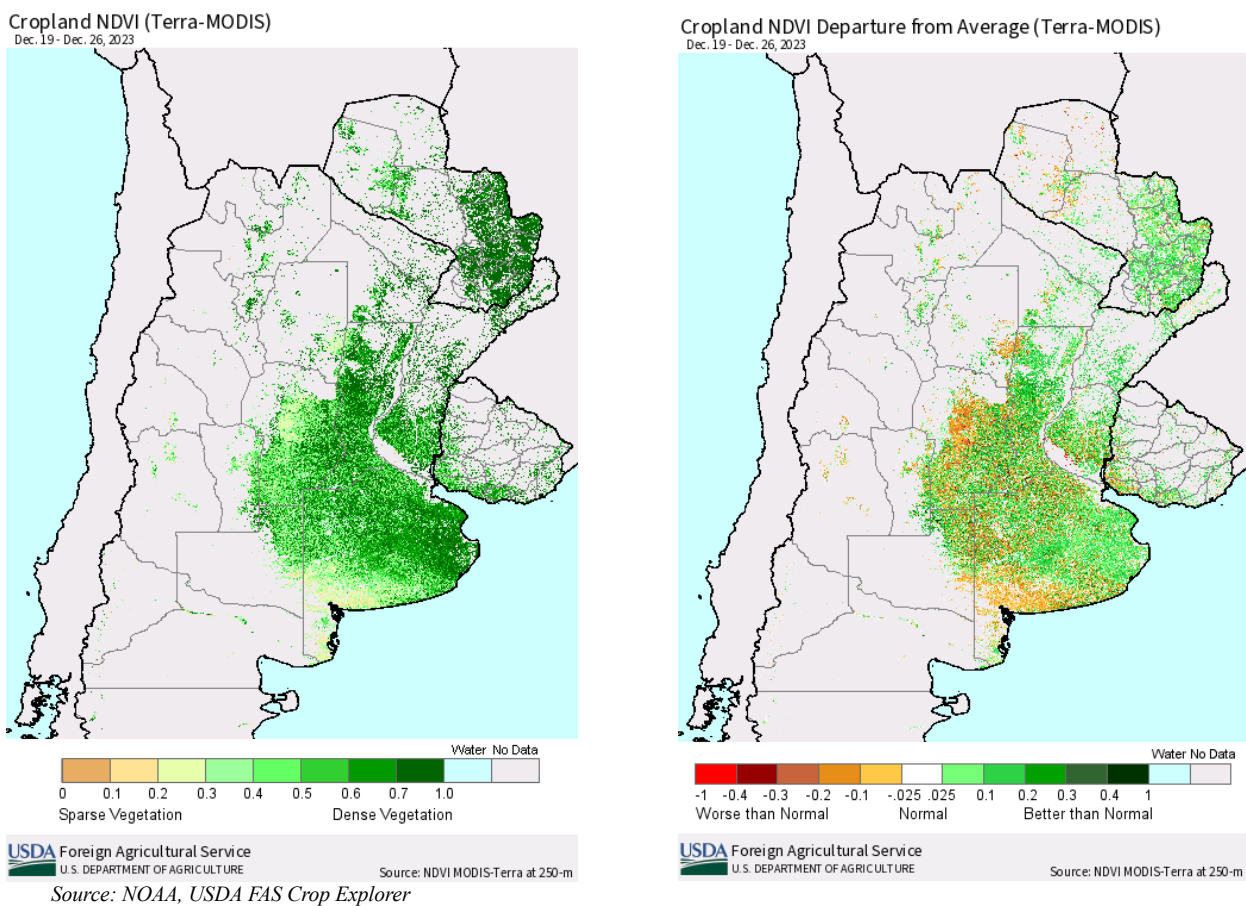 Cropland NDVI (Terra-MODIS)
Dec. 19 - Dec. 26, 2023
Water No Data
0 0.1 0.2 0.3 0.4 0.5 0.6 0.7 1.0
Sparse Vegetation Dense Vegetation
USDA Foreign Agricultural Service
U.S. DEPARTMENT OF AGRICULTURE
Source: NDVI MODIS-Terra at 250-m
Cropland NDVI Departure from Average (Terra-MODIS)
Dec. 19 - Dec. 26, 2023
Water No Data
-1 -0.4 -0.3 -0.2 -0.1 -.025 .025 0.1 0.2 0.3 0.4 1
Worse than Normal Normal Better than Normal
USDA Foreign Agricultural Service
U.S. DEPARTMENT OF AGRICULTURE
Source: NDVI MODIS-Terra at 250-m
Source: NOAA, USDA FAS Crop Explorer